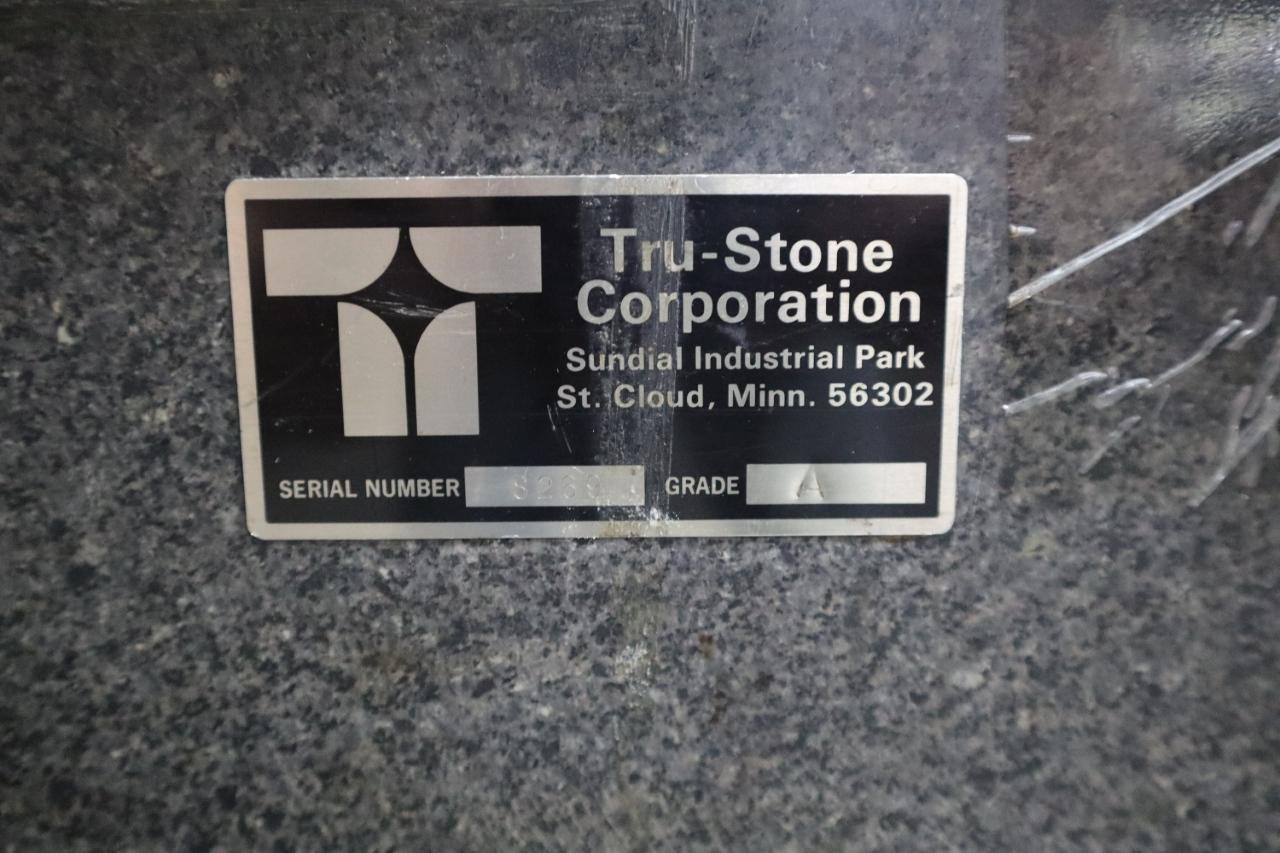 Tru-Stone
Corporation
Sundial Industrial Park
St. Cloud, Minn. 56302
SERIAL NUMBER
GRADE A